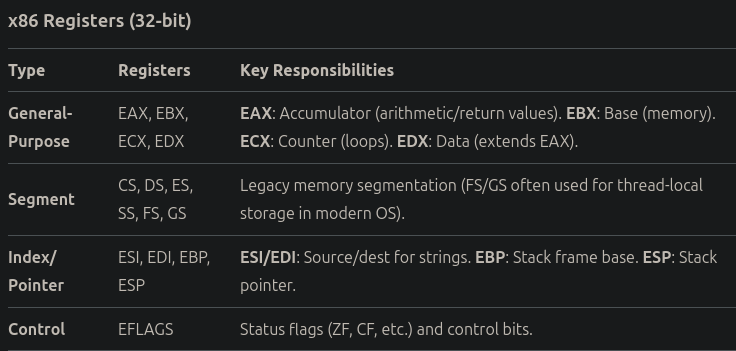 x86 Registers (32-bit)
Type Registers Key Responsibilities
General- EAX, EBX, EAX: Accumulator (arithmetic/return values). EBX: Base (memory).
Purpose ECX, EDX ECX: Counter (loops). EDX: Data (extends EAX).
Segment CS, DS, ES, Legacy memory segmentation (FS/GS often used for thread-local
SS, FS, GS storage in modern OS).
Index/ ESI, EDI, EBP, ESI/EDI: Source/dest for strings. EBP: Stack frame base. ESP: Stack
Pointer ESP pointer.
Control EFLAGS Status flags (ZF, CF, etc.) and control bits.